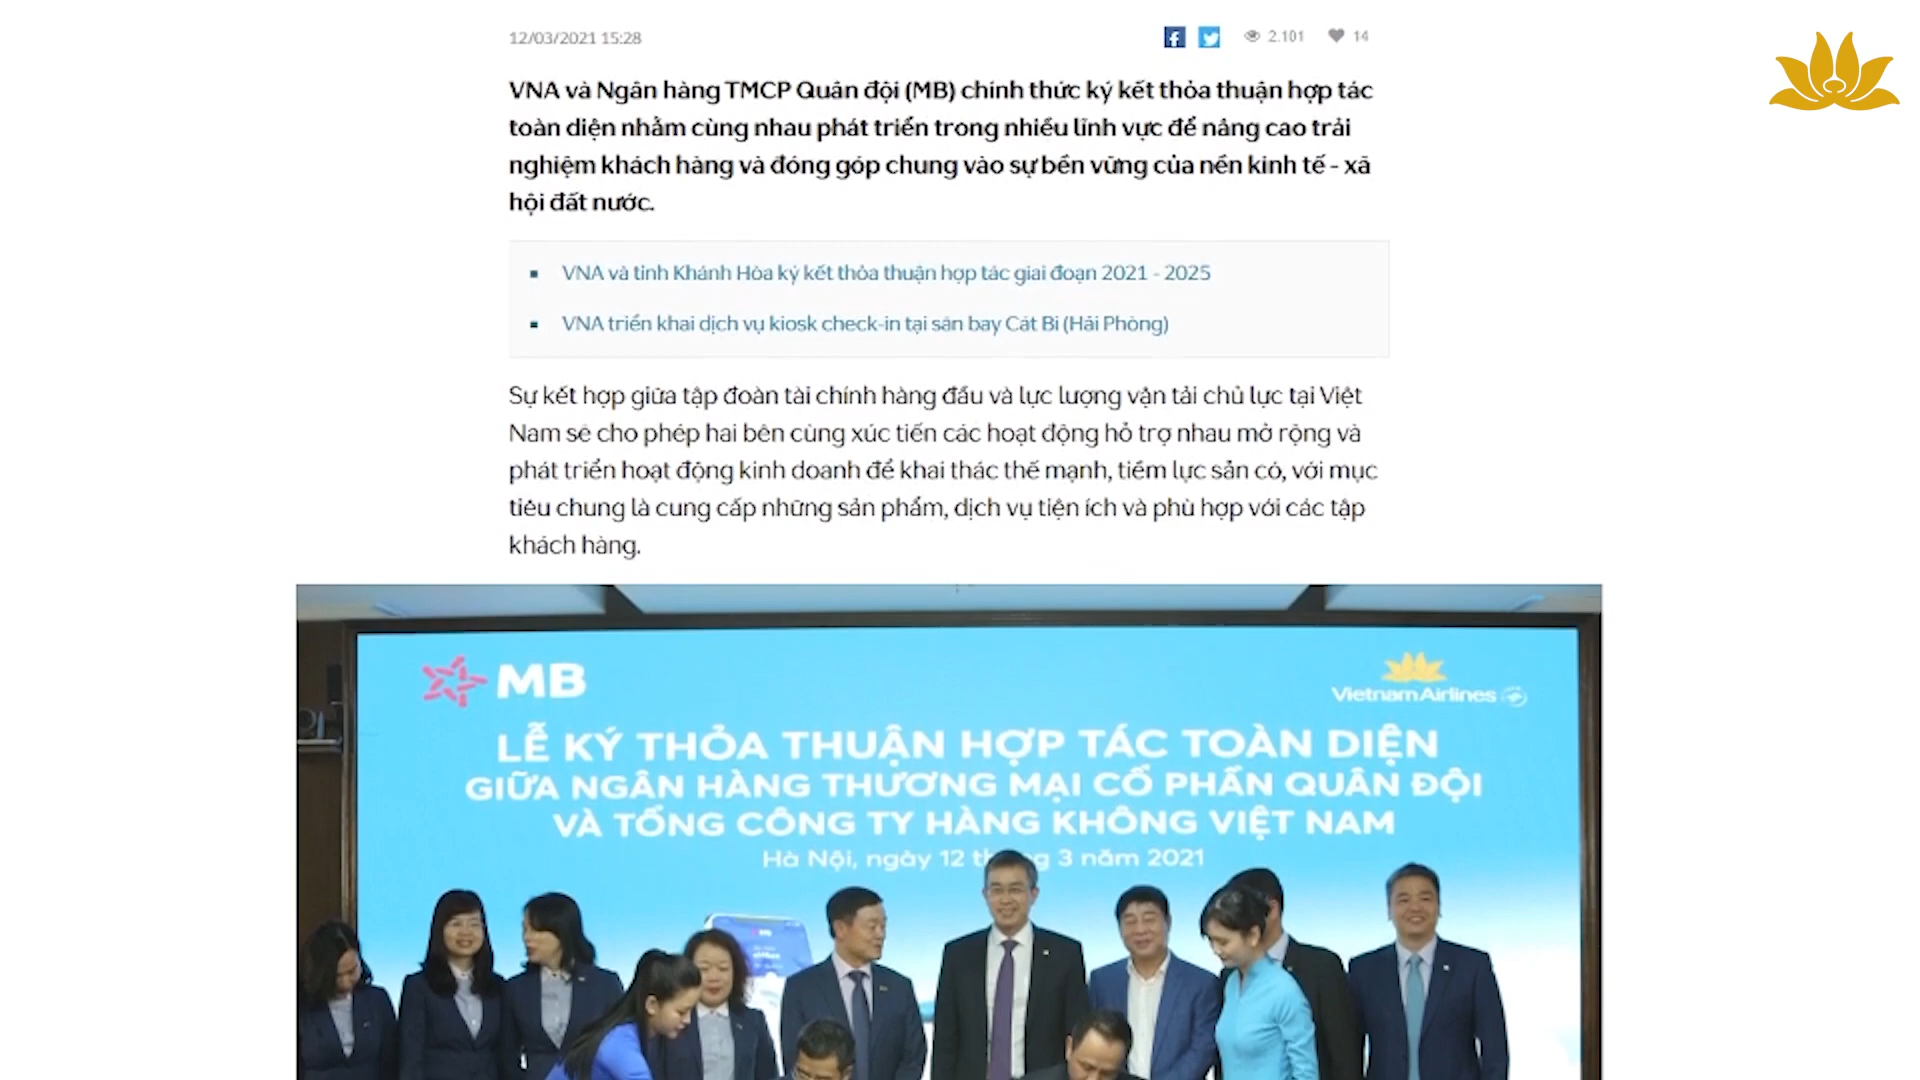 12/03/2021 15:28
2.101
14
VNA và Ngân hàng TMCP Quân đội (MB) chính thức ký kết thỏa thuận hợp tác
toàn diện nhằm cùng nhau phát triển trong nhiều lĩnh vực để nâng cao trải
nghiệm khách hàng và đóng góp chung vào sự bền vững của nền kinh tế - xã
hội đất nước.
VNA và tỉnh Khánh Hòa ký kết thỏa thuận hợp tác giai đoạn 2021 - 2025
VNA triển khai dịch vụ kiosk check-in tại sân bay Cát Bi (Hải Phòng)
Sự kết hợp giữa tập đoàn tài chính hàng đầu và lực lượng vận tải chủ lực tại Việt
Nam sẽ cho phép hai bên cùng xúc tiến các hoạt động hỗ trợ nhau mở rộng và
phát triển hoạt động kinh doanh để khai thác thế mạnh, tiềm lực sẵn có, với mục
tiêu chung là cung cấp những sản phẩm, dịch vụ tiện ích và phù hợp với các tập
khách hàng.
MB
Vietnam Airlines
LỄ KÝ THỎA THUẬN HỢP TÁC TOÀN DIỆN
GIỮA NGÂN HÀNG THƯƠNG MẠI CỔ PHẦN QUÂN ĐỘI
VÀ TỔNG CÔNG TY HÀNG KHÔNG VIỆT NAM
Hà Nội, ngày 12 th g 3 năm 2021